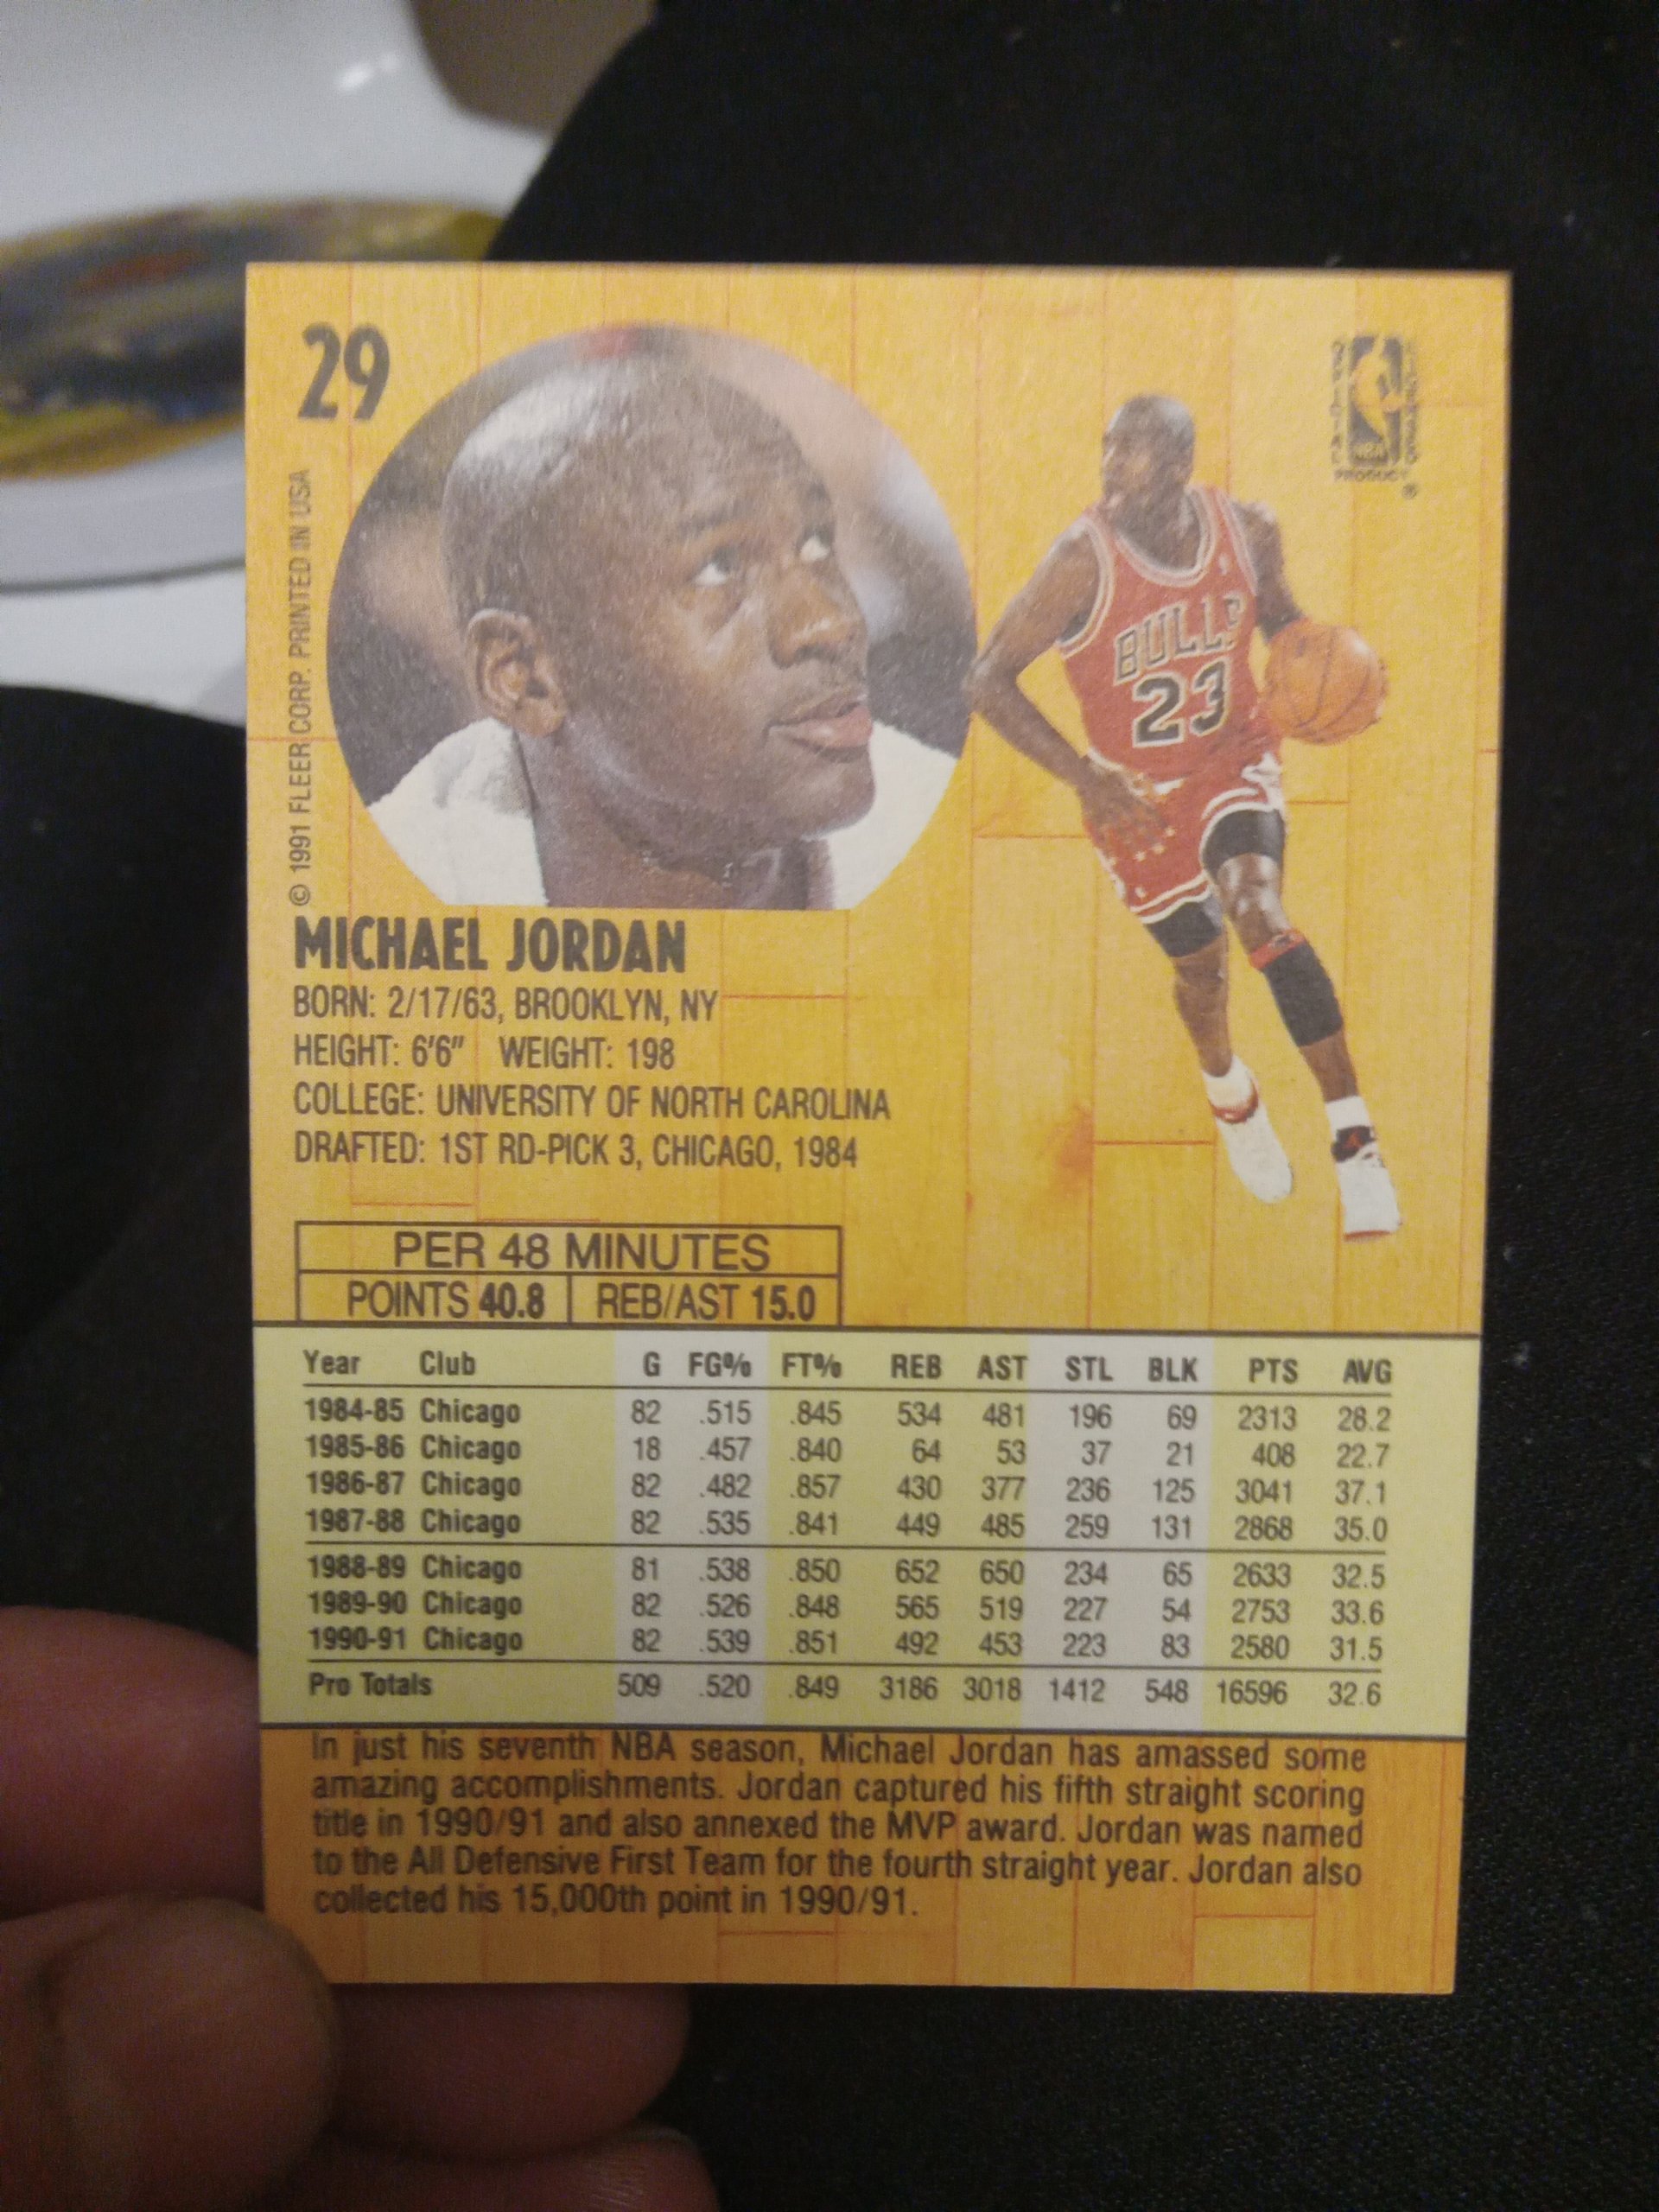 29
© 1991 FLEER CORP. PRINTED IN USA
NBA
PRODUCT
®
BULLS
23
MICHAEL JORDAN
BORN: 2/17/63, BROOKLYN, NY
HEIGHT: 6'6" WEIGHT: 198
COLLEGE: UNIVERSITY OF NORTH CAROLINA
DRAFTED: 1ST RD-PICK 3, CHICAGO, 1984
PER 48 MINUTES
POINTS 40.8 REB/AST 15.0
Year Club G FG% FT% REB AST STL BLK PTS AVG
1984-85 Chicago 82 .515 .845 534 481 196 69 2313 28.2
1985-86 Chicago 18 .457 .840 64 53 37 21 408 22.7
1986-87 Chicago 82 .482 .857 430 377 236 125 3041 37.1
1987-88 Chicago 82 .535 .841 449 485 259 131 2868 35.0
1988-89 Chicago 81 .538 .850 652 650 234 65 2633 32.5
1989-90 Chicago 82 .526 .848 565 519 227 54 2753 33.6
1990-91 Chicago 82 .539 .851 492 453 223 83 2580 31.5
Pro Totals 509 .520 .849 3186 3018 1412 548 16596 32.6
In just his seventh NBA season, Michael Jordan has amassed some
amazing accomplishments. Jordan captured his fifth straight scoring
title in 1990/91 and also annexed the MVP award. Jordan was named
to the All Defensive First Team for the fourth straight year. Jordan also
collected his 15,000th point in 1990/91.